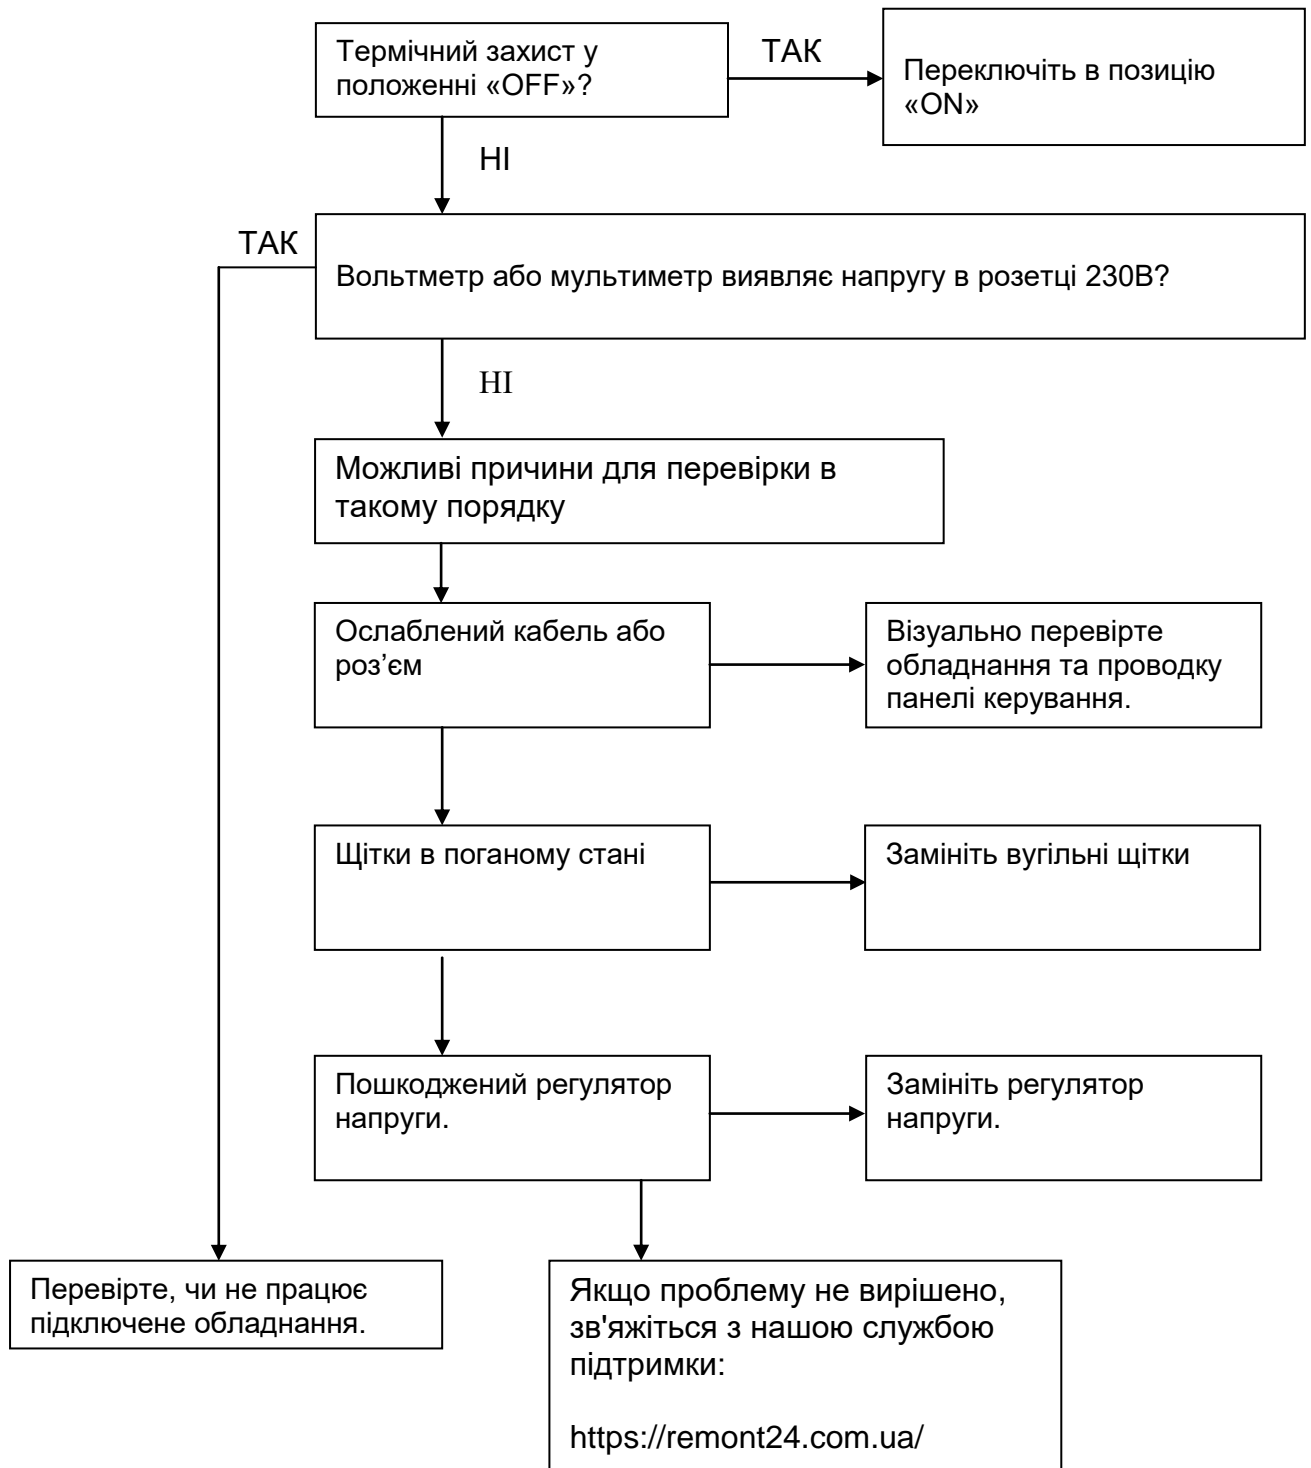 Термічний захист у
положенні «OFF»?
ТАК
Переключіть в позицію
«ON»
НІ
ТАК
Вольтметр або мультиметр виявляє напругу в розетці 230В?
НІ
Можливі причини для перевірки в
такому порядку
Ослаблений кабель або
роз’єм
Візуально перевірте
обладнання та проводку
панелі керування.
Щітки в поганому стані
Замініть вугільні щітки
Пошкоджений регулятор
напруги.
Замініть регулятор
напруги.
Перевірте, чи не працює
підключене обладнання.
Якщо проблему не вирішено,
зв'яжіться з нашою службою
підтримки:
https://remont24.com.ua/